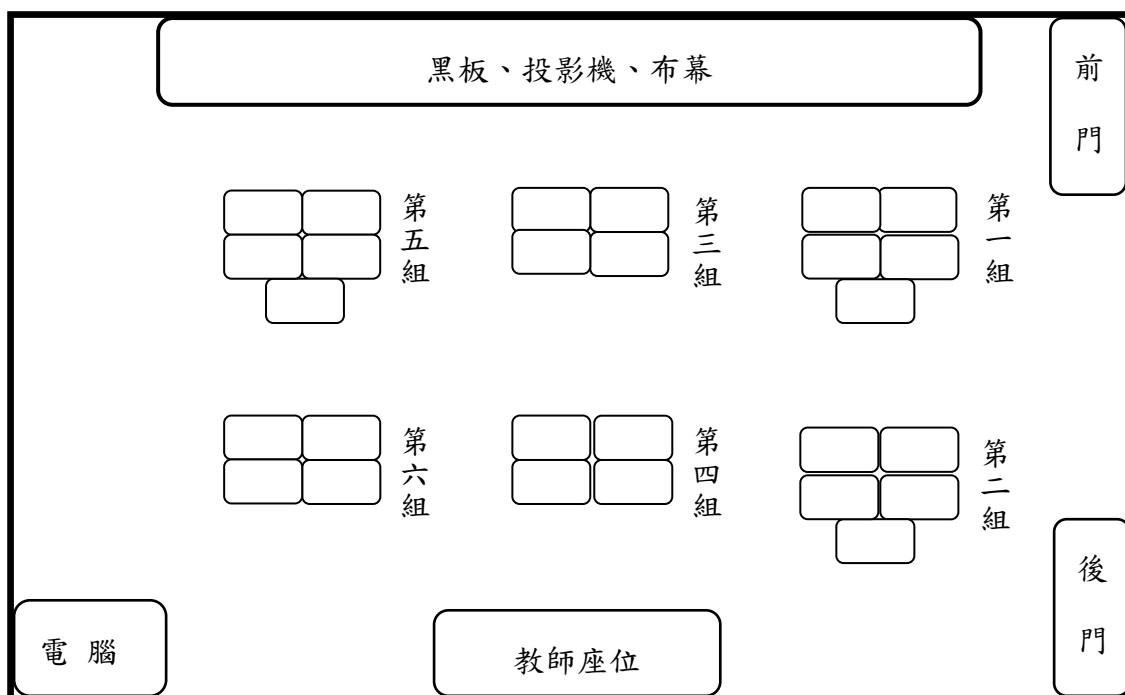 黑板、投影機、布幕
前門
第五組
第三組
第一組
第六組
第四組
第二組
後門
電 腦
教師座位